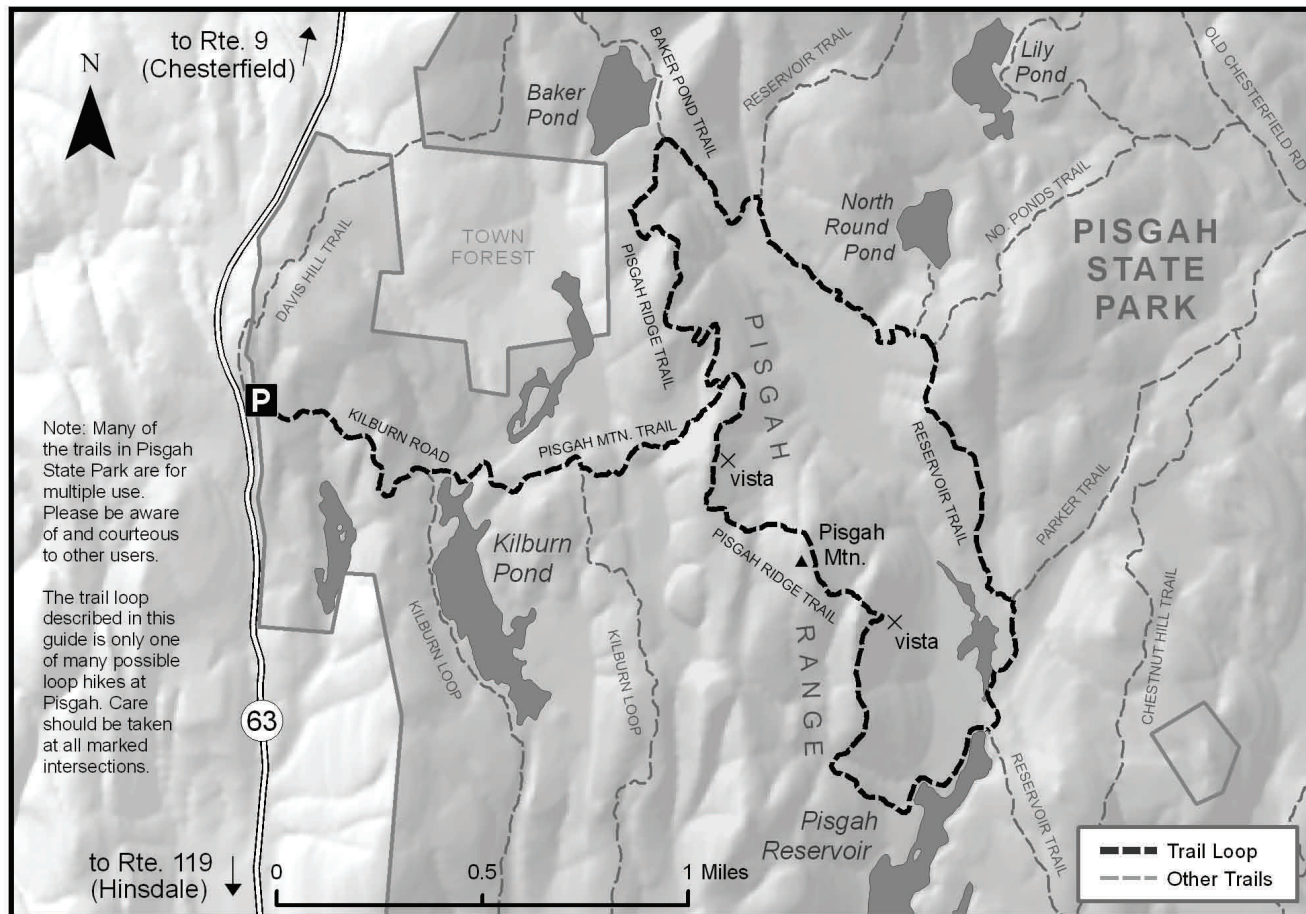 to Rte. 9
(Chesterfield)
N
Baker
Pond
BAKER POND TRAIL
RESERVOIR TRAIL
Lily
Pond
OLD CHESTERFIELD RD
TOWN
FOREST
DAVIS HILL TRAIL
PISGAH RIDGE TRAIL
North
Round
Pond
NO. PONDS TRAIL
PISGAH
STATE
PARK
P
KILBURN ROAD
PISGAH MTN. TRAIL
PISGAH
RANGE
vista
Note: Many of
the trails in Pisgah
State Park are for
multiple use.
Please be aware
of and courteous
to other users.
The trail loop
described in this
guide is only one
of many possible
loop hikes at
Pisgah. Care
should be taken
at all marked
intersections.
Kilburn
Pond
KILBURN LOOP
KILBURN LOOP
PISGAH RIDGE TRAIL
Pisgah
Mtn.
vista
RESERVOIR TRAIL
PARKER TRAIL
CHESTNUT HILL TRAIL
63
Pisgah
Reservoir
RESERVOIR TRAIL
to Rte. 119
(Hinsdale)
0 0.5 1 Miles
Trail Loop
Other Trails